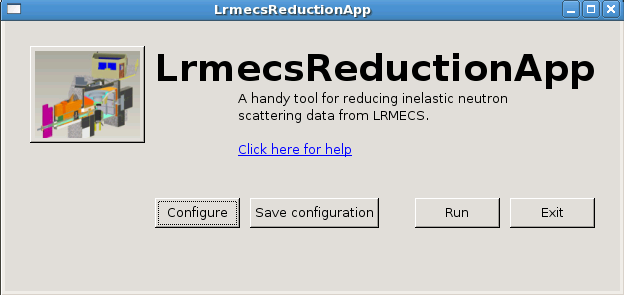 LrmecsReductionApp
LrmecsReductionApp
A handy tool for reducing inelastic neutron
scattering data from LRMECS.
Click here for help
Configure
Save configuration
Run
Exit